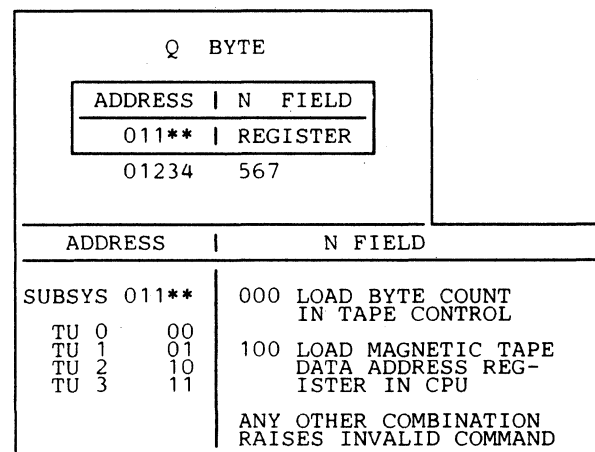 Q BYTE
ADDRESS | N FIELD
011** | REGISTER
01234 567
ADDRESS | N FIELD
SUBSYS 011**
TU 0 00
TU 1 01
TU 2 10
TU 3 11
000 LOAD BYTE COUNT
IN TAPE CONTROL
100 LOAD MAGNETIC TAPE
DATA ADDRESS REG-
ISTER IN CPU
ANY OTHER COMBINATION
RAISES INVALID COMMAND